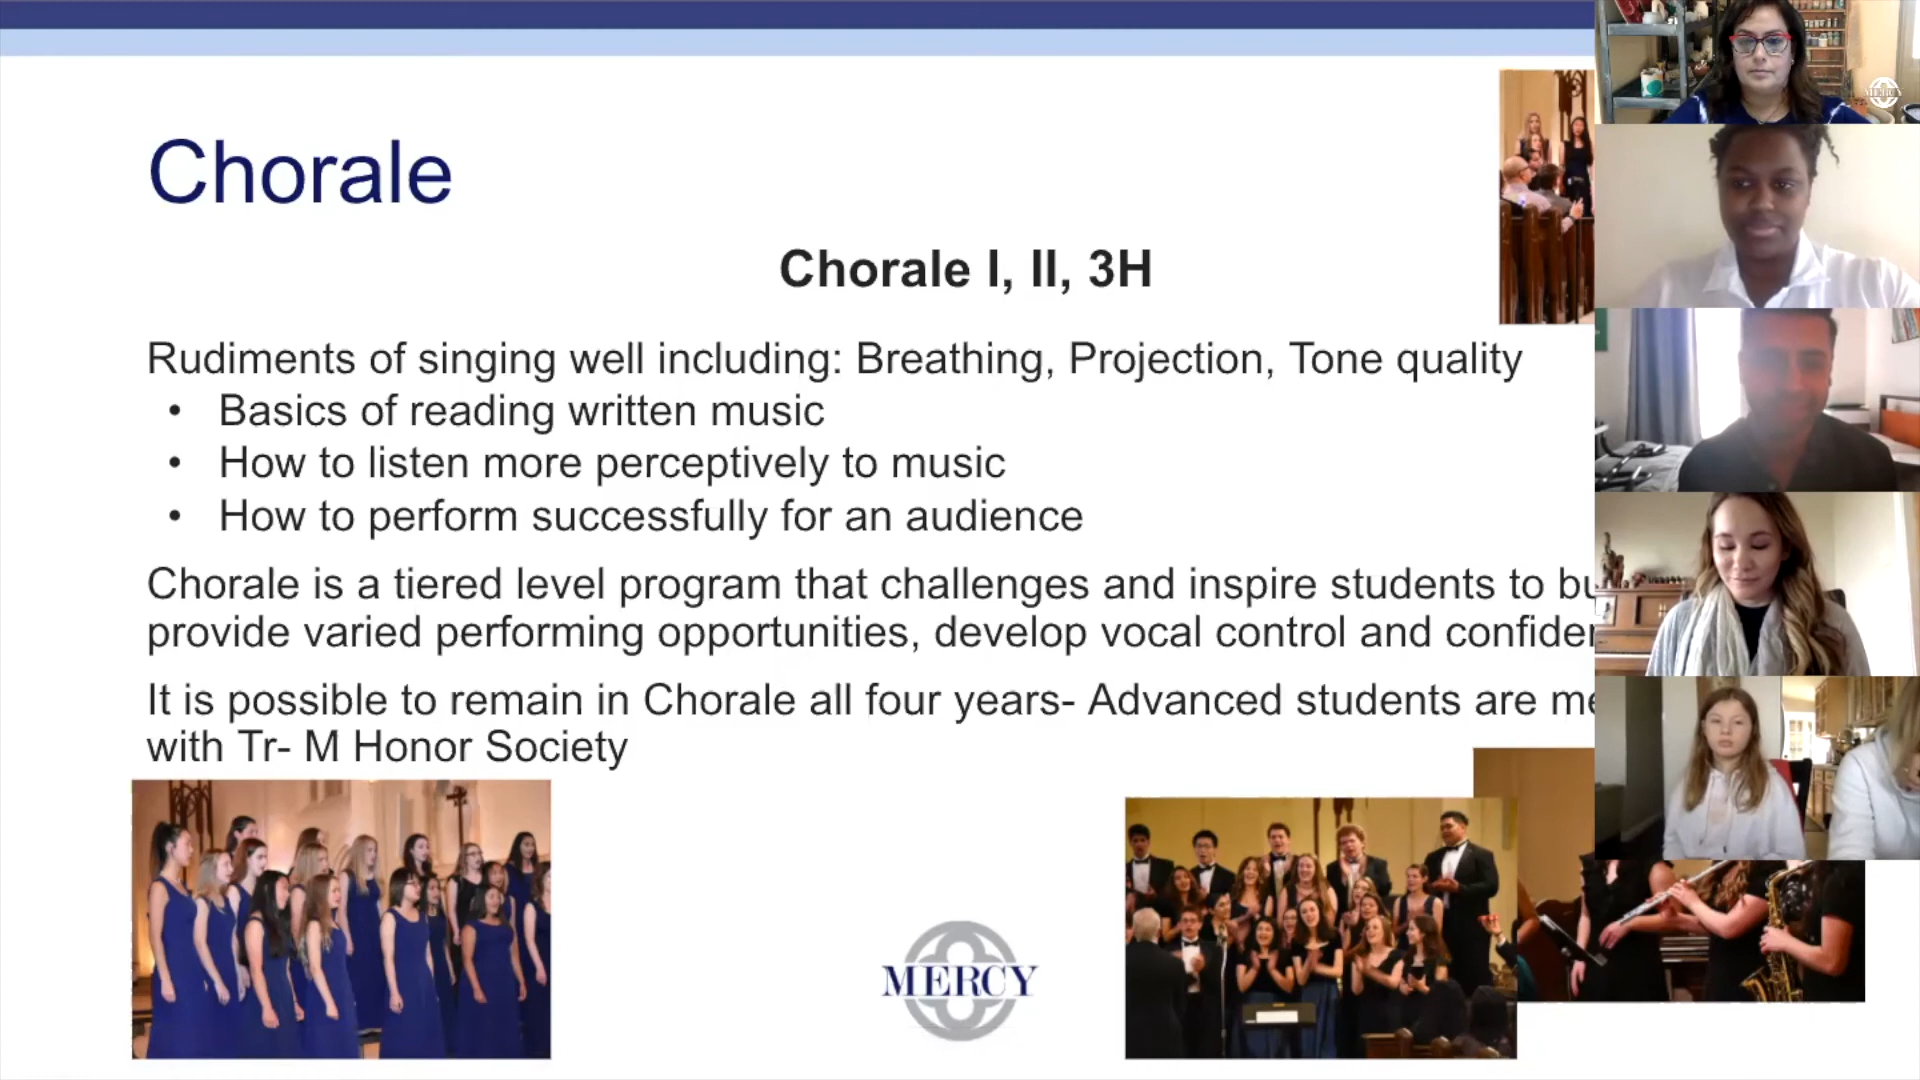 Chorale
Chorale I, II, 3H
Rudiments of singing well including: Breathing, Projection, Tone quality
• Basics of reading written music
• How to listen more perceptively to music
• How to perform successfully for an audience
Chorale is a tiered level program that challenges and inspire students to
provide varied performing opportunities, develop vocal control and
It is possible to remain in Chorale all four years- Advanced students are
with Tr- M Honor Society
MERCY
MERCY